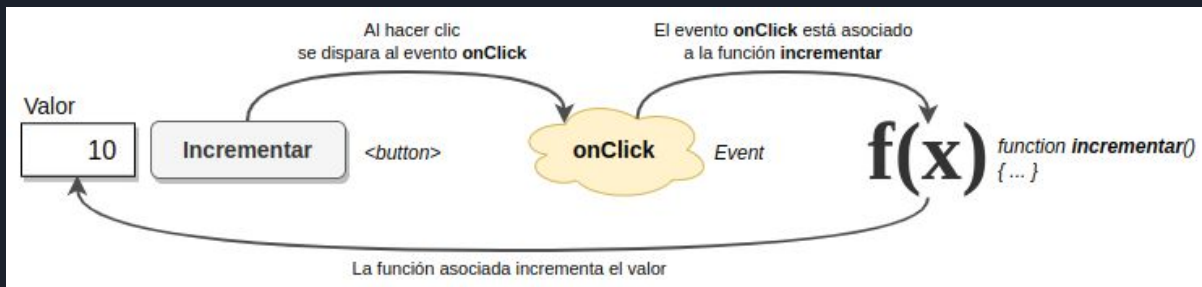 Al hacer clic
se dispara al evento onClick
El evento onClick está asociado
a la función incrementar
Valor
10
Incrementar
<button>
onClick
Event
f(x)
function incrementar()
{ ... }
La función asociada incrementa el valor